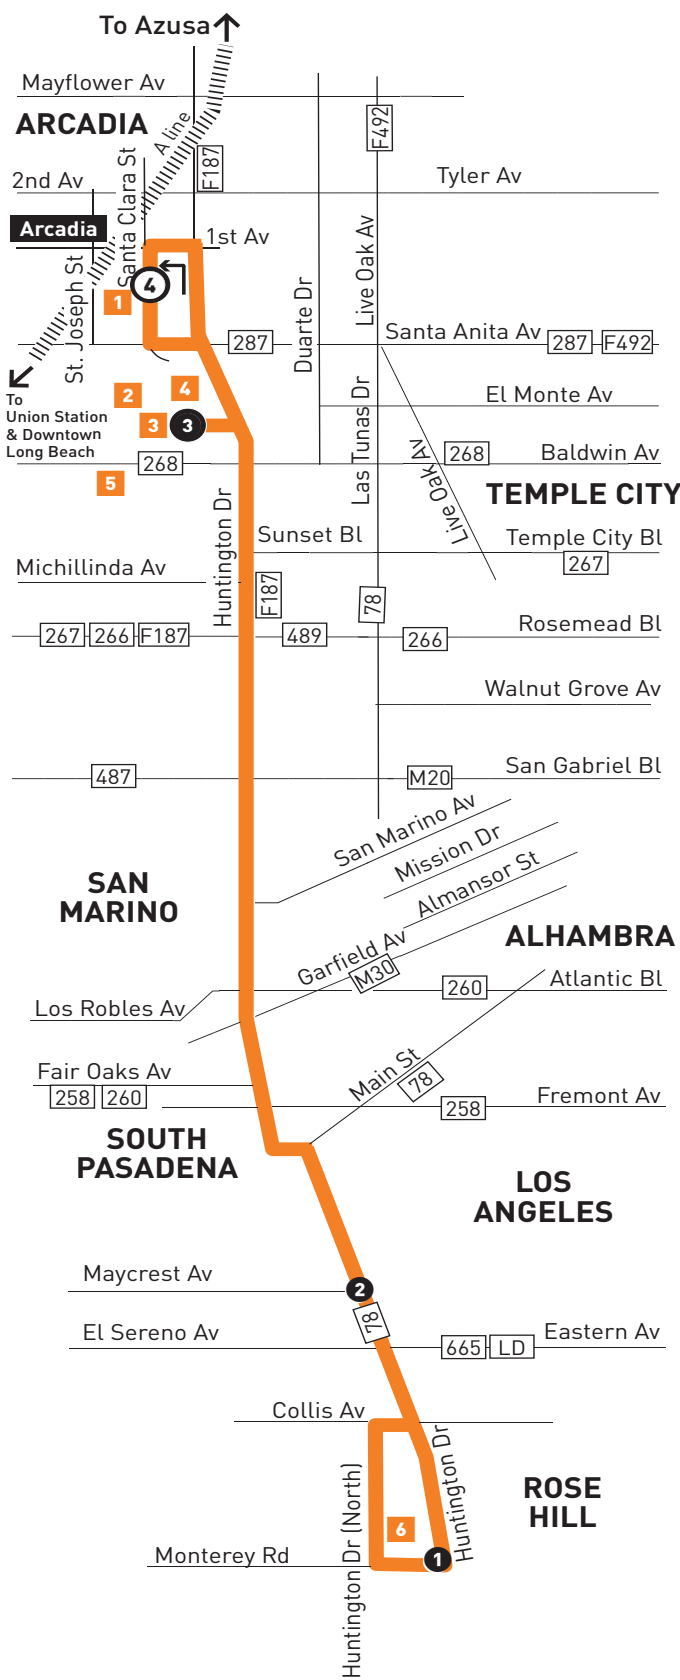 To Azusa
Mayflower Av
ARCADIA
A line
F492
F187
2nd Av
Santa Clara St
Tyler Av
Arcadia
1st Av
4
1
St. Joseph St
Duarte Dr
Live Oak Av
287
Santa Anita Av
287
F492
To
Union Station
& Downtown
Long Beach
2
4
3
3
El Monte Av
Las Tunas Dr
Live Oak Av
268
268
Baldwin Av
5
TEMPLE CITY
Huntington Dr
Sunset Bl
Temple City Bl
267
Michillinda Av
F187
78
267
266
F187
489
266
Rosemead Bl
Walnut Grove Av
487
M20
San Gabriel Bl
San Marino Av
Mission Dr
Almansor St
SAN
MARINO
Garfield Av
M30
ALHAMBRA
260
Atlantic Bl
Los Robles Av
Main St
78
Fair Oaks Av
258
260
258
Fremont Av
SOUTH
PASADENA
LOS
ANGELES
Maycrest Av
2
78
El Sereno Av
665
LD
Eastern Av
Collis Av
Huntington Dr
Huntington Dr (North)
ROSE
HILL
6
Monterey Rd
1